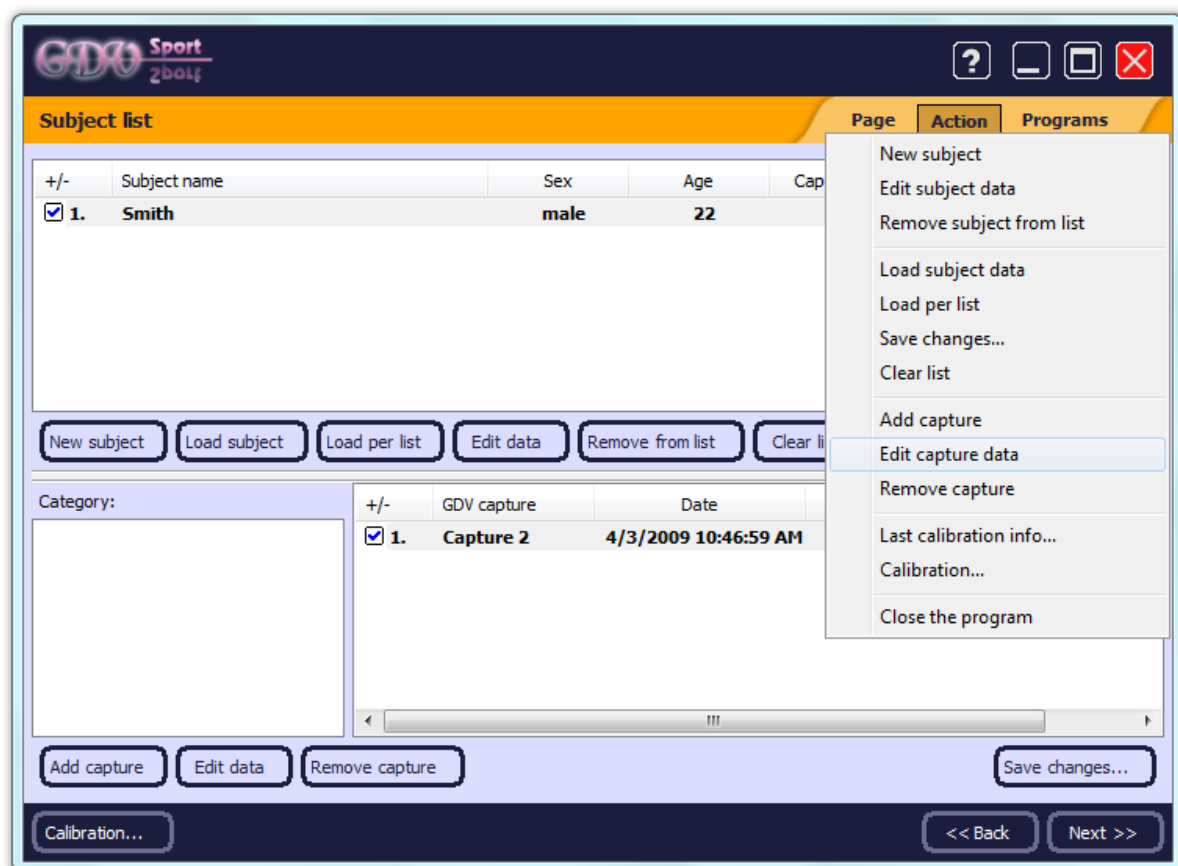 GDV Sport
?
Subject list
Page Action Programs
+/- Subject name Sex Age Cap
1. Smith male 22
New subject
Edit subject data
Remove subject from list
Load subject data
Load per list
Save changes...
Clear list
Add capture
Edit capture data
Remove capture
Last calibration info...
Calibration...
Close the program
New subject Load subject Load per list Edit data Remove from list Clear li
Category:
+/- GDV capture Date
1. Capture 2 4/3/2009 10:46:59 AM
Add capture Edit data Remove capture Save changes...
Calibration... << Back Next >>